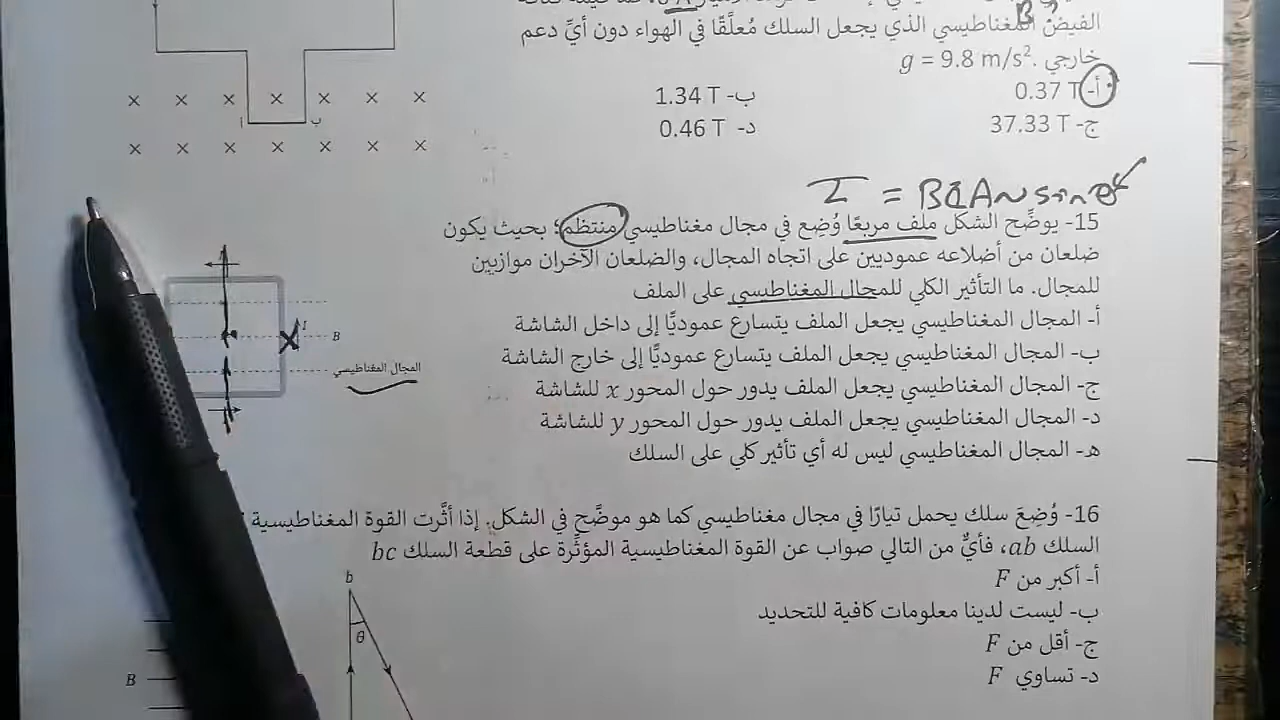 الفيض المغناطيسي الذي يجعل السلك مُعلَّقًا في الهواء دون أيِّ دعم
خارجي. g = 9.8 m/s².
أ- 0.37 T
ب- 1.34 T
ج- 37.33 T
د- 0.46 T
أ
ب
τ = BIAN sin θ
15- يوضِّح الشكل ملف مربعًا وُضِع في مجال مغناطيسي منتظم؛ بحيث يكون
ضلعان من أضلاعه عموديين على اتجاه المجال، والضلعان الآخران موازيين
للمجال. ما التأثير الكلي للمجال المغناطيسي على الملف
أ- المجال المغناطيسي يجعل الملف يتسارع عموديًّا إلى داخل الشاشة
ب- المجال المغناطيسي يجعل الملف يتسارع عموديًّا إلى خارج الشاشة
ج- المجال المغناطيسي يجعل الملف يدور حول المحور x للشاشة
د- المجال المغناطيسي يجعل الملف يدور حول المحور y للشاشة
هـ- المجال المغناطيسي ليس له أي تأثير كلي على السلك
I
B
المجال المغناطيسي
16- وُضِعَ سلك يحمل تيارًا في مجال مغناطيسي كما هو موضَّح في الشكل. إذا أثَّرت القوة المغناطيسية
السلك ab، فأيٌّ من التالي صواب عن القوة المغناطيسية المؤثِّرة على قطعة السلك bc
أ- أكبر من F
ب- ليست لدينا معلومات كافية للتحديد
ج- أقل من F
د- تساوي F
b
θ
B